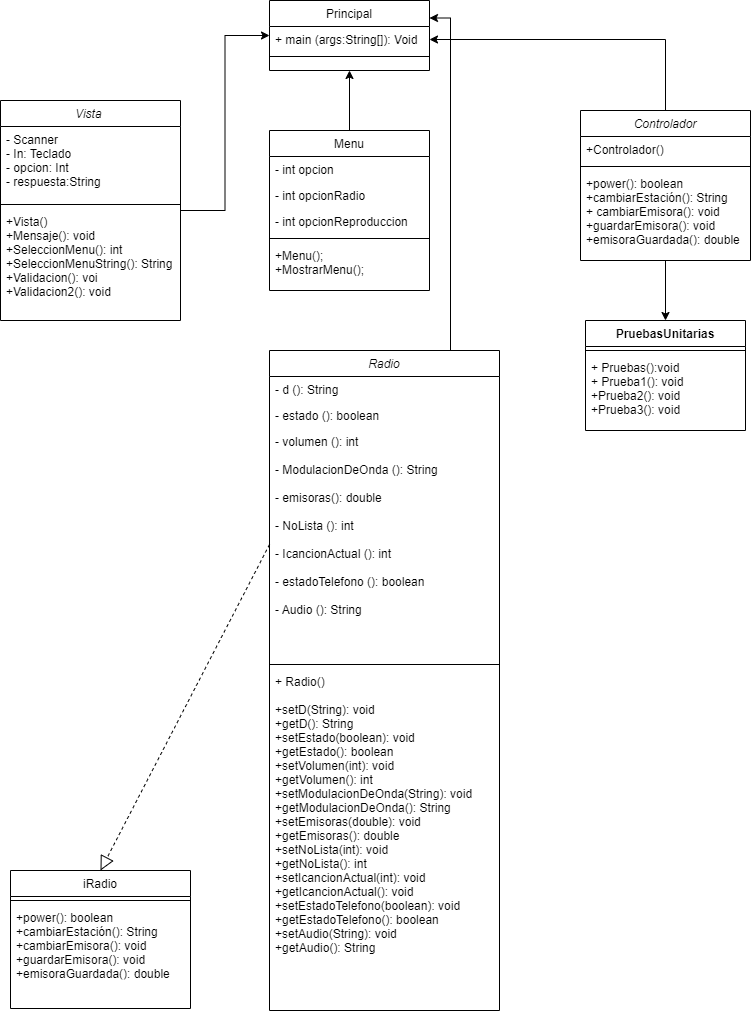 Principal
+ main (args:String[]): Void
Vista
- Scanner
- In: Teclado
- opcion: Int
- respuesta:String
+Vista()
+Mensaje(): void
+SeleccionMenu(): int
+SeleccionMenuString(): String
+Validacion(): voi
+Validacion2(): void
Menu
- int opcion
- int opcionRadio
- int opcionReproduccion
+Menu();
+MostrarMenu();
Controlador
+Controlador()
+power(): boolean
+cambiarEstación(): String
+ cambiarEmisora(): void
+guardarEmisora(): void
+emisoraGuardada(): double
PruebasUnitarias
+ Pruebas():void
+ Prueba1(): void
+Prueba2(): void
+Prueba3(): void
Radio
- d (): String
- estado (): boolean
- volumen (): int
- ModulacionDeOnda (): String
- emisoras(): double
- NoLista (): int
- IcancionActual (): int
- estadoTelefono (): boolean
- Audio (): String
+ Radio()
+setD(String): void
+getD(): String
+setEstado(boolean): void
+getEstado(): boolean
+setVolumen(int): void
+getVolumen(): int
+setModulacionDeOnda(String): void
+getModulacionDeOnda(): String
+setEmisoras(double): void
+getEmisoras(): double
+setNoLista(int): void
+getNoLista(): int
+setIcancionActual(int): void
+getIcancionActual(): void
+setEstadoTelefono(boolean): void
+getEstadoTelefono(): boolean
+setAudio(String): void
+getAudio(): String
iRadio
+power(): boolean
+cambiarEstación(): String
+cambiarEmisora(): void
+guardarEmisora(): void
+emisoraGuardada(): double